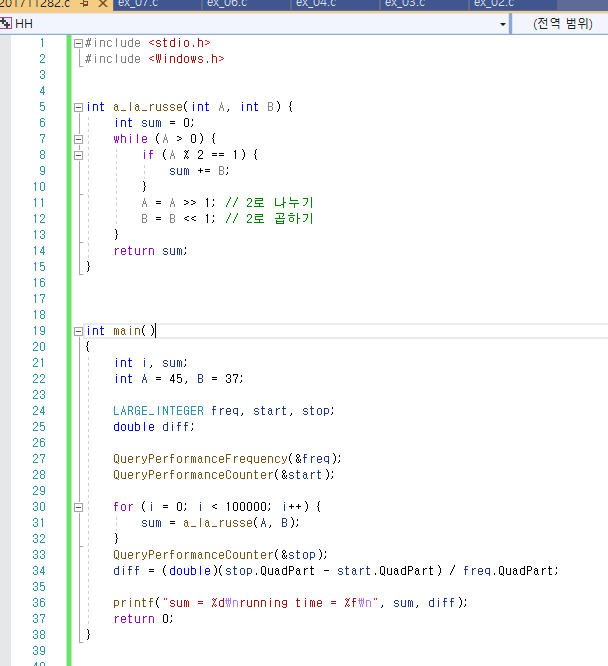 201711282.c ex_07.c ex_06.c ex_04.c ex_03.c ex_02.c
HH (전역 범위)
1 #include <stdio.h>
2 #include <Windows.h>
3
4
5 int a_la_russe(int A, int B) {
6 int sum = 0;
7 while (A > 0) {
8 if (A % 2 == 1) {
9 sum += B;
10 }
11 A = A >> 1; // 2로 나누기
12 B = B << 1; // 2로 곱하기
13 }
14 return sum;
15 }
16
17
18
19 int main()
20 {
21 int i, sum;
22 int A = 45, B = 37;
23
24 LARGE_INTEGER freq, start, stop;
25 double diff;
26
27 QueryPerformanceFrequency(&freq);
28 QueryPerformanceCounter(&start);
29
30 for (i = 0; i < 100000; i++) {
31 sum = a_la_russe(A, B);
32 }
33 QueryPerformanceCounter(&stop);
34 diff = (double)(stop.QuadPart - start.QuadPart) / freq.QuadPart;
35
36 printf("sum = %d₩nrunning time = %f₩n", sum, diff);
37 return 0;
38 }
39